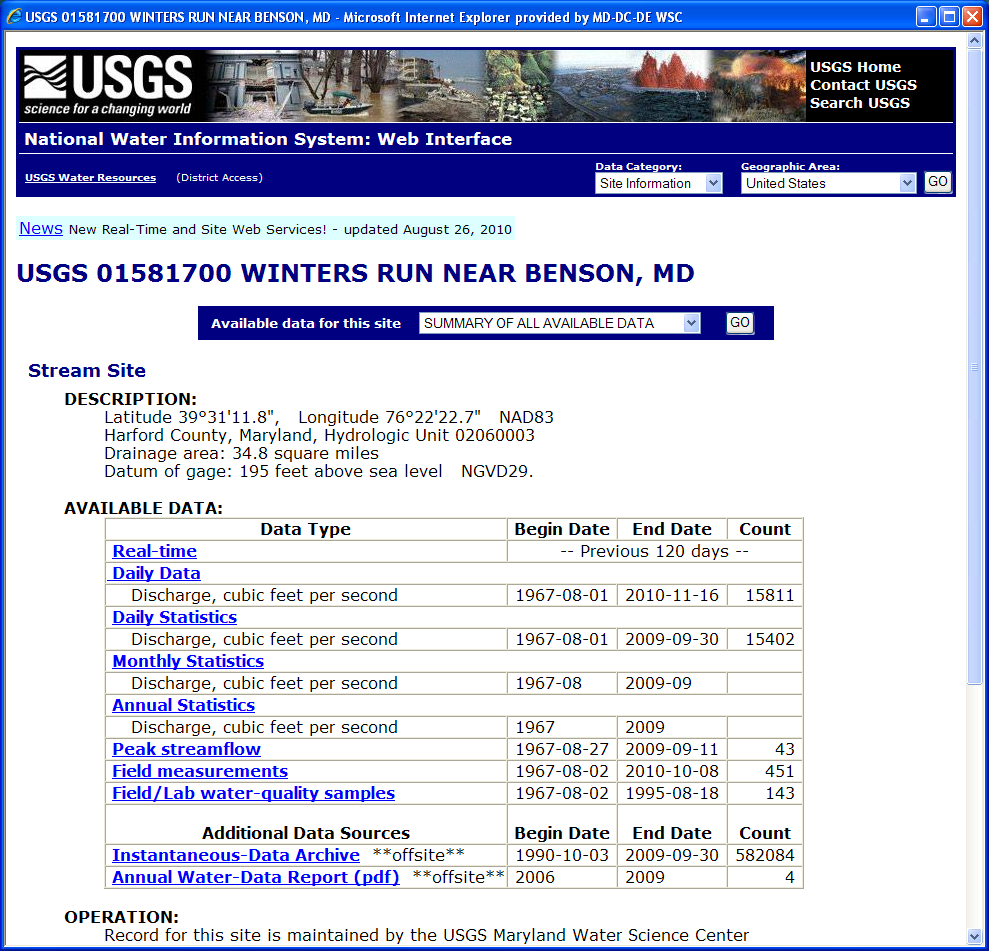 USGS 01581700 WINTERS RUN NEAR BENSON, MD - Microsoft Internet Explorer provided by MD-DC-DE WSC
USGS
science for a changing world
USGS Home
Contact USGS
Search USGS
National Water Information System: Web Interface
USGS Water Resources (District Access)
Data Category: Geographic Area:
Site Information United States GO
News New Real-Time and Site Web Services! - updated August 26, 2010
USGS 01581700 WINTERS RUN NEAR BENSON, MD
Available data for this site SUMMARY OF ALL AVAILABLE DATA GO
Stream Site
DESCRIPTION:
Latitude 39°31'11.8", Longitude 76°22'22.7" NAD83
Harford County, Maryland, Hydrologic Unit 02060003
Drainage area: 34.8 square miles
Datum of gage: 195 feet above sea level NGVD29.
AVAILABLE DATA:
Data Type Begin Date End Date Count
Real-time -- Previous 120 days --
Daily Data
Discharge, cubic feet per second 1967-08-01 2010-11-16 15811
Daily Statistics
Discharge, cubic feet per second 1967-08-01 2009-09-30 15402
Monthly Statistics
Discharge, cubic feet per second 1967-08 2009-09
Annual Statistics
Discharge, cubic feet per second 1967 2009
Peak streamflow 1967-08-27 2009-09-11 43
Field measurements 1967-08-02 2010-10-08 451
Field/Lab water-quality samples 1967-08-02 1995-08-18 143
Additional Data Sources Begin Date End Date Count
Instantaneous-Data Archive **offsite** 1990-10-03 2009-09-30 582084
Annual Water-Data Report (pdf) **offsite** 2006 2009 4
OPERATION:
Record for this site is maintained by the USGS Maryland Water Science Center